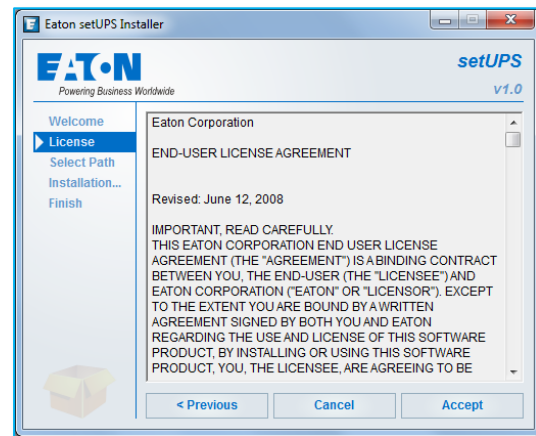 Eaton setUPS Installer
EATON
Powering Business Worldwide
setUPS
v1.0
Welcome
License
Select Path
Installation...
Finish
Eaton Corporation
END-USER LICENSE AGREEMENT
Revised: June 12, 2008
IMPORTANT, READ CAREFULLY.
THIS EATON CORPORATION END USER LICENSE
AGREEMENT (THE "AGREEMENT") IS A BINDING CONTRACT
BETWEEN YOU, THE END-USER (THE "LICENSEE") AND
EATON CORPORATION ("EATON" OR "LICENSOR"). EXCEPT
TO THE EXTENT YOU ARE BOUND BY A WRITTEN
AGREEMENT SIGNED BY BOTH YOU AND EATON
REGARDING THE USE AND LICENSE OF THIS SOFTWARE
PRODUCT, BY INSTALLING OR USING THIS SOFTWARE
PRODUCT, YOU, THE LICENSEE, ARE AGREEING TO BE
< Previous
Cancel
Accept